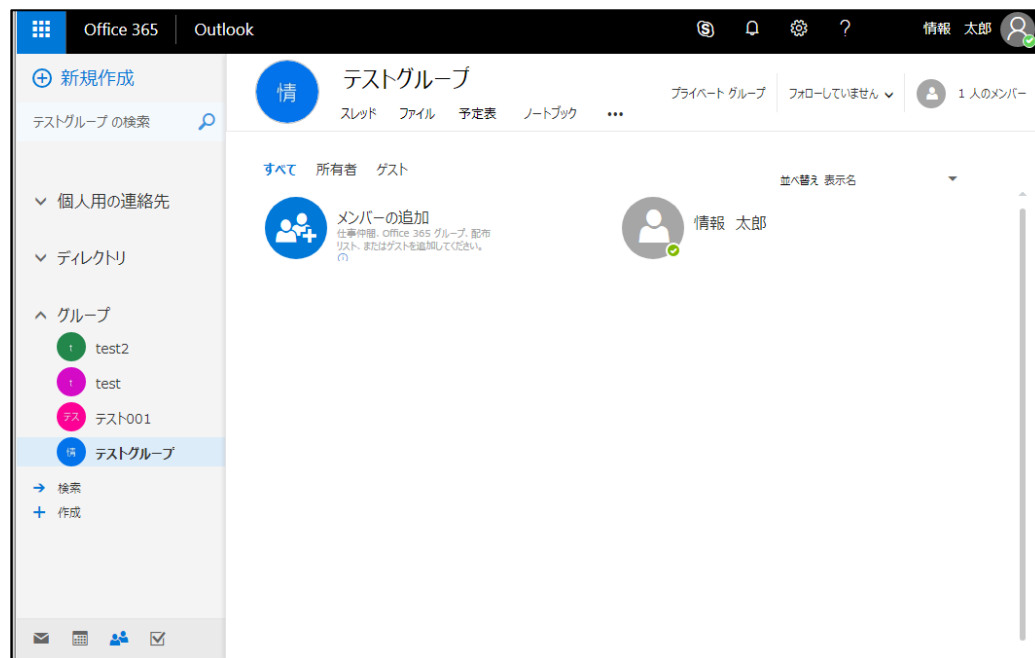 Office 365 Outlook ? 情報 太郎
新規作成
テストグループ の検索
個人用の連絡先
ディレクトリ
グループ
t test2
t test
テス テスト001
情 テストグループ
検索
作成
情 テストグループ
スレッド ファイル 予定表 ノートブック •••
プライベート グループ フォローしていません 1 人のメンバー
すべて 所有者 ゲスト
並べ替え 表示名
メンバーの追加
仕事仲間、Office 365 グループ、配布
リスト、またはゲストを追加してください。
情報 太郎